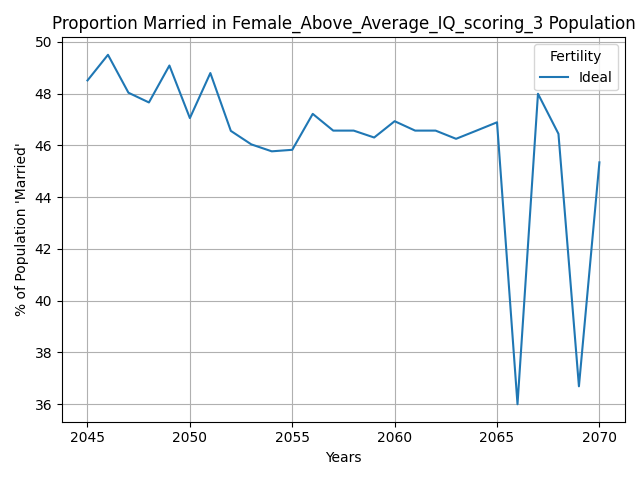 Proportion Married in Female_Above_Average_IQ_scoring_3 Population
Fertility
Ideal
% of Population 'Married'
50
48
46
44
42
40
38
36
2045 2050 2055 2060 2065 2070
Years